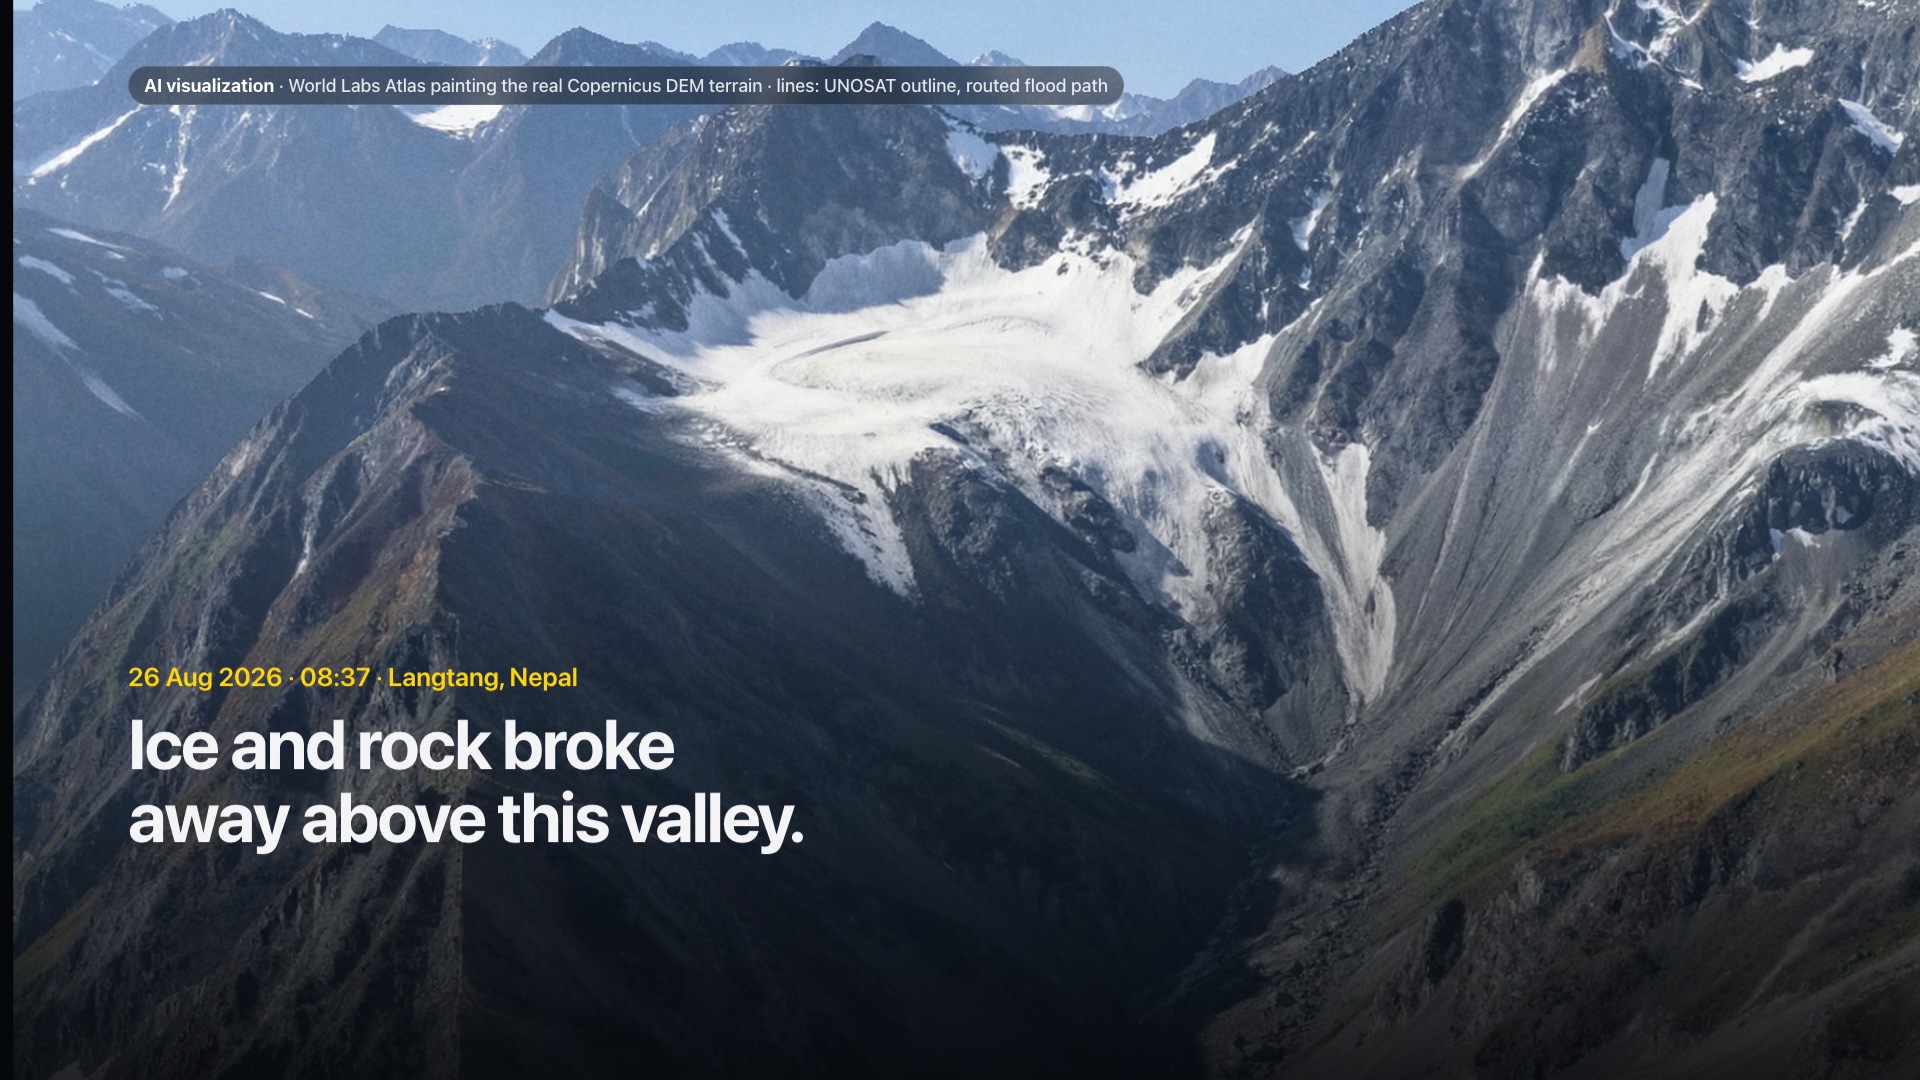 AI visualization · World Labs Atlas painting the real Copernicus DEM terrain · lines: UNOSAT outline, routed flood path
26 Aug 2026 · 08:37 · Langtang, Nepal
Ice and rock broke
away above this valley.